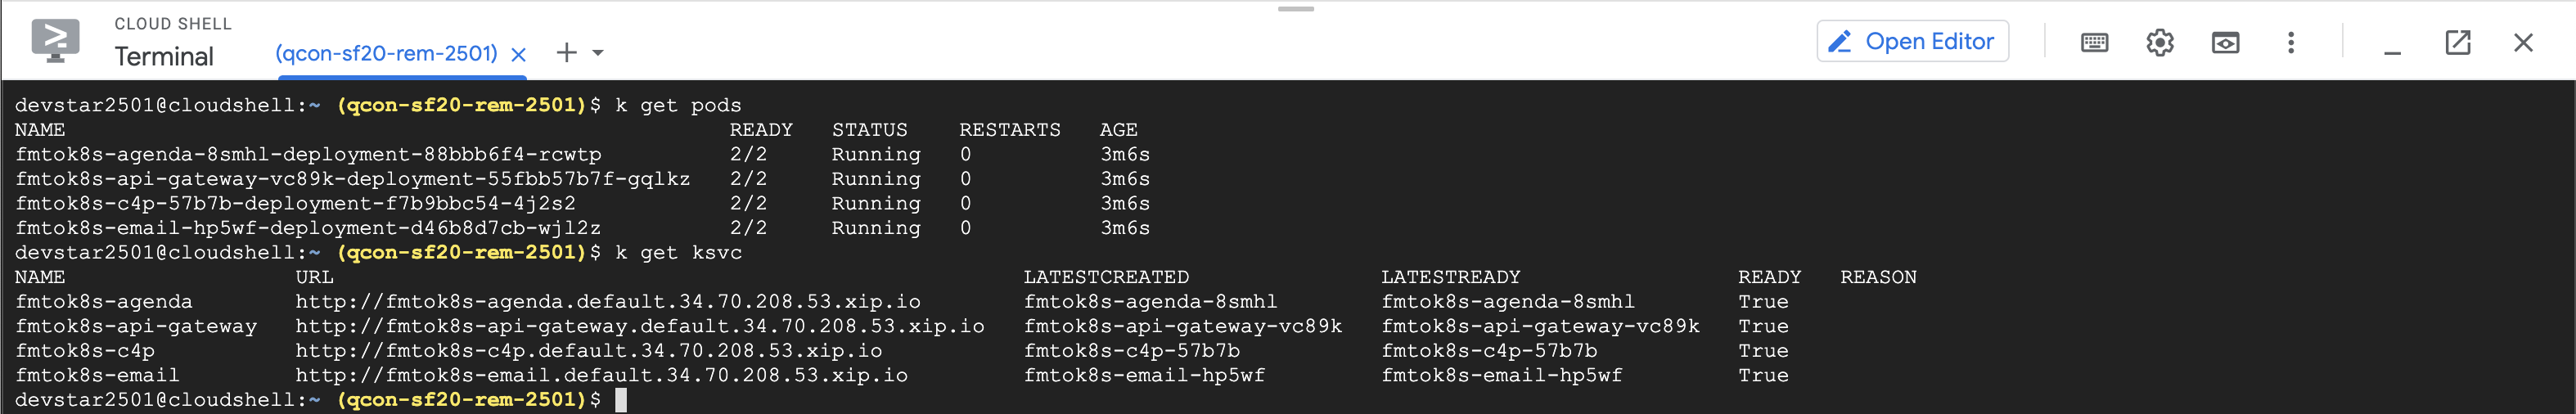 CLOUD SHELL
Terminal
(qcon-sf20-rem-2501)
Open Editor
devstar2501@cloudshell:~ (qcon-sf20-rem-2501)$ k get pods
NAME READY STATUS RESTARTS AGE
fmtok8s-agenda-8smhl-deployment-88bbb6f4-rcwtp 2/2 Running 0 3m6s
fmtok8s-api-gateway-vc89k-deployment-55fbb57b7f-gqlkz 2/2 Running 0 3m6s
fmtok8s-c4p-57b7b-deployment-f7b9bbc54-4j2s2 2/2 Running 0 3m6s
fmtok8s-email-hp5wf-deployment-d46b8d7cb-wjl2z 2/2 Running 0 3m6s
devstar2501@cloudshell:~ (qcon-sf20-rem-2501)$ k get ksvc
NAME URL LATESTCREATED LATESTREADY READY REASON
fmtok8s-agenda http://fmtok8s-agenda.default.34.70.208.53.xip.io fmtok8s-agenda-8smhl fmtok8s-agenda-8smhl True
fmtok8s-api-gateway http://fmtok8s-api-gateway.default.34.70.208.53.xip.io fmtok8s-api-gateway-vc89k fmtok8s-api-gateway-vc89k True
fmtok8s-c4p http://fmtok8s-c4p.default.34.70.208.53.xip.io fmtok8s-c4p-57b7b fmtok8s-c4p-57b7b True
fmtok8s-email http://fmtok8s-email.default.34.70.208.53.xip.io fmtok8s-email-hp5wf fmtok8s-email-hp5wf True
devstar2501@cloudshell:~ (qcon-sf20-rem-2501)$